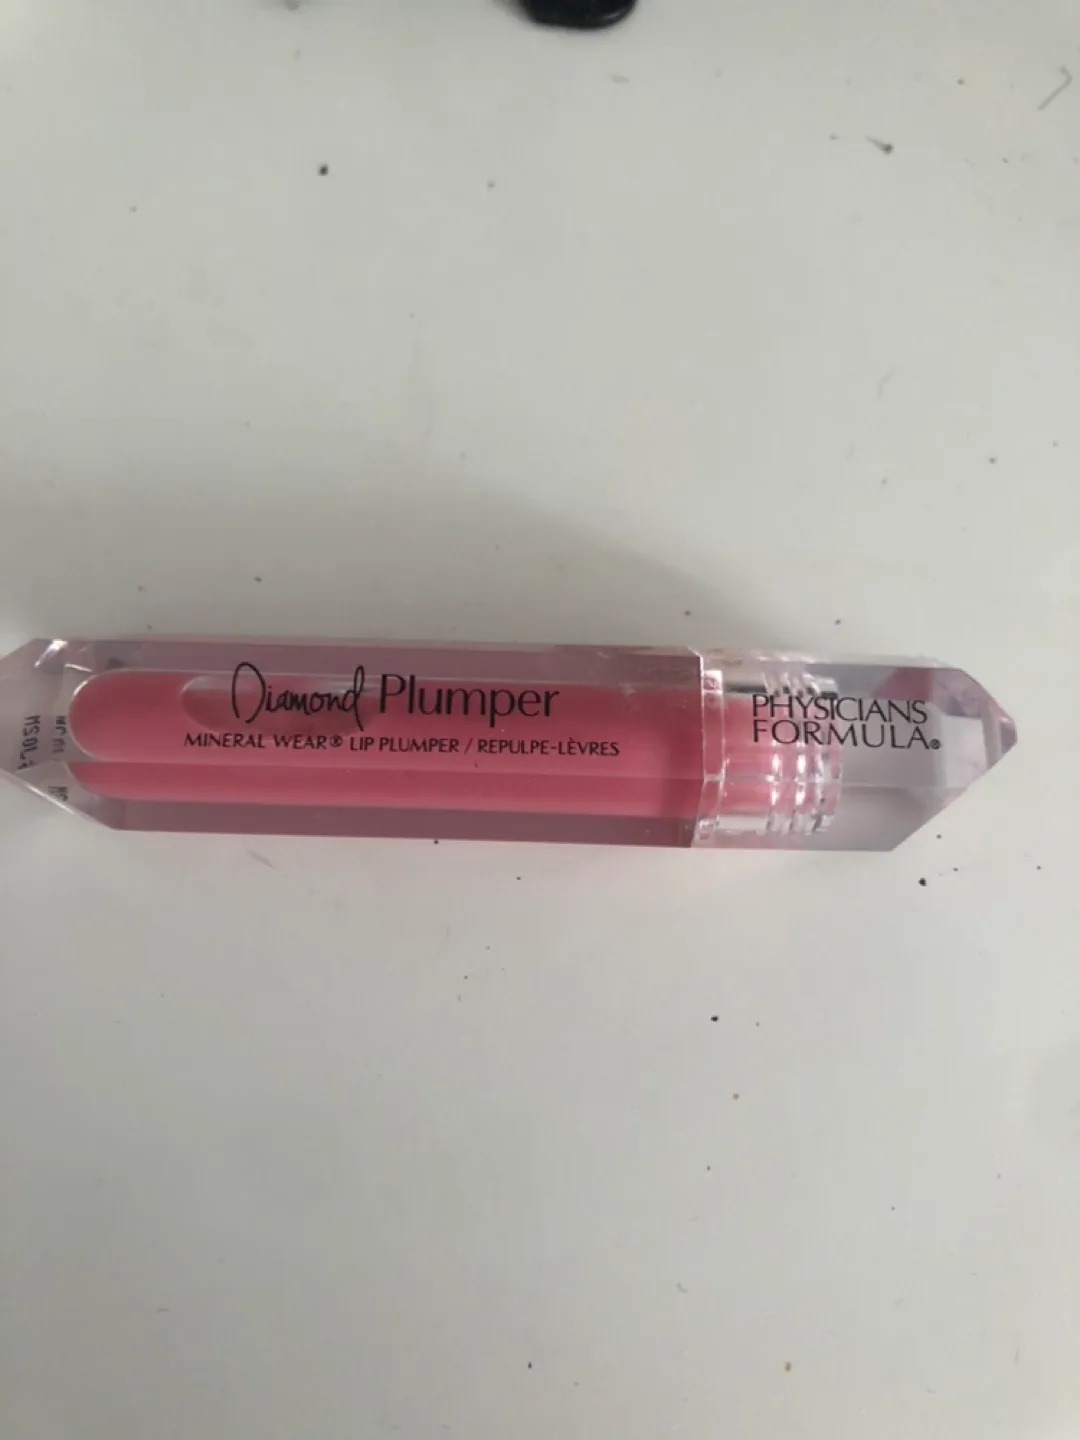 Diamond Plumper
MINERAL WEAR® LIP PLUMPER / REPULPE-LÈVRES
PHYSICIANS
FORMULA®